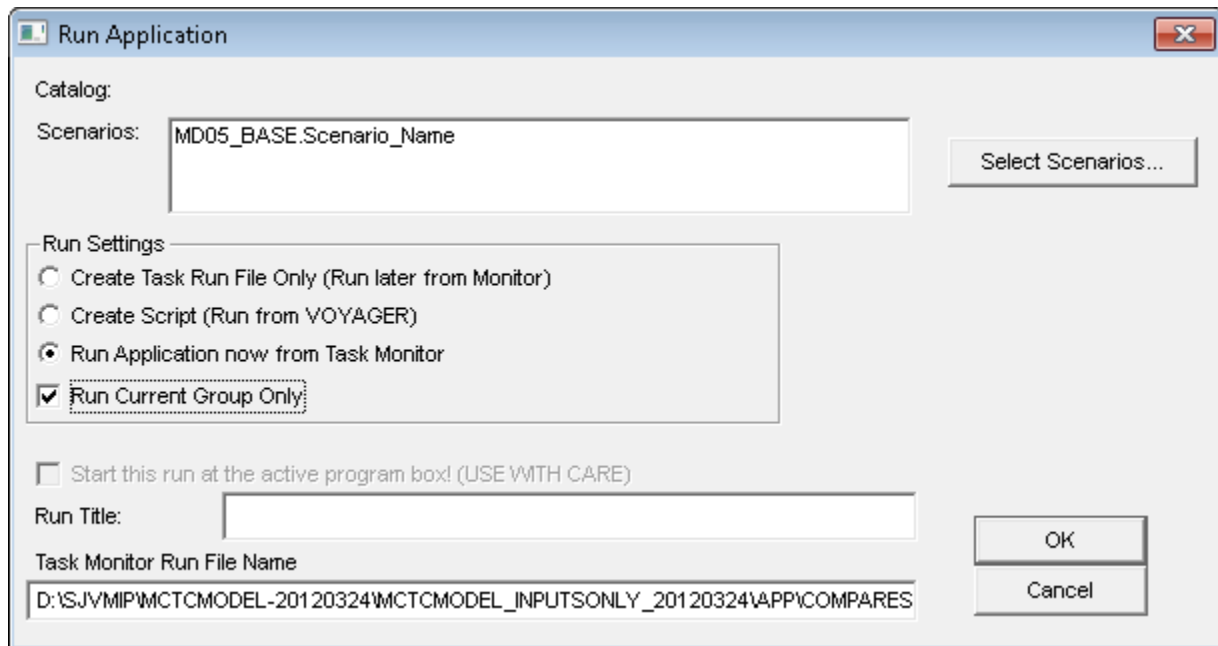 Run Application
Catalog:
Scenarios:
MD05_BASE.Scenario_Name
Select Scenarios...
Run Settings
Create Task Run File Only (Run later from Monitor)
Create Script (Run from VOYAGER)
Run Application now from Task Monitor
Run Current Group Only
Start this run at the active program box! (USE WITH CARE)
Run Title:
OK
Task Monitor Run File Name
Cancel
D:\SJVMIP\MCTCMODEL-20120324\MCTCMODEL_INPUTSONLY_20120324\APP\COMPARES